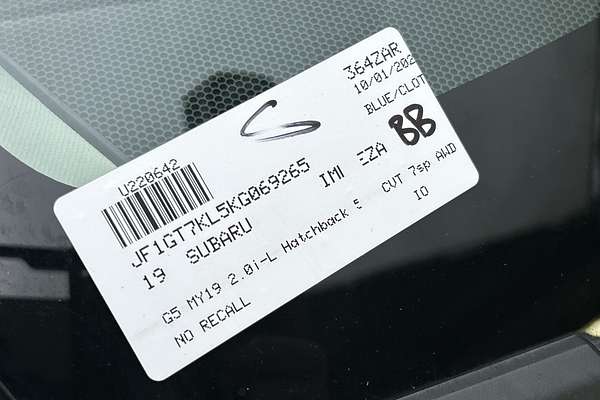 U220642
364ZAR
10/01/202
BLUE/CLOT
BB
JF1GT7KL5KG069265
19 SUBARU IMI EZA
G5 MY19 2.0i-L Hatchback 5 CVT 7sp AWD
NO RECALL IO